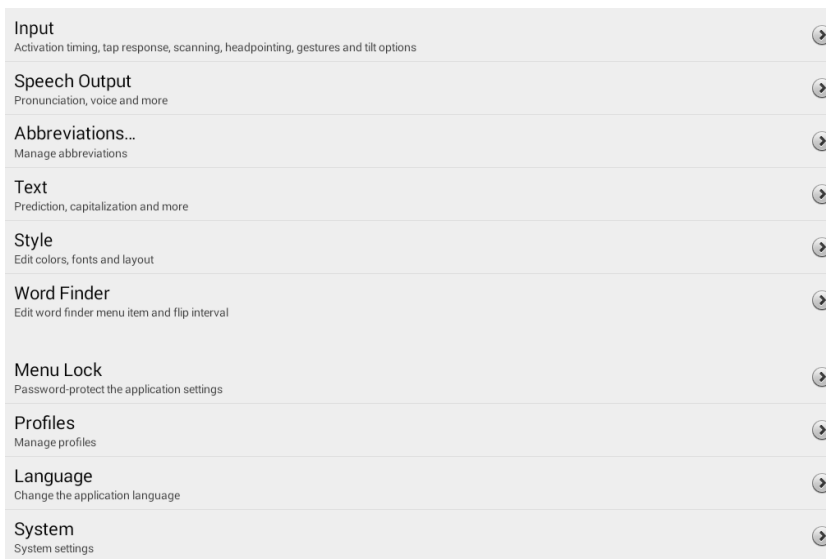 Input
Activation timing, tap response, scanning, headpointing, gestures and tilt options
Speech Output
Pronunciation, voice and more
Abbreviations...
Manage abbreviations
Text
Prediction, capitalization and more
Style
Edit colors, fonts and layout
Word Finder
Edit word finder menu item and flip interval
Menu Lock
Password-protect the application settings
Profiles
Manage profiles
Language
Change the application language
System
System settings